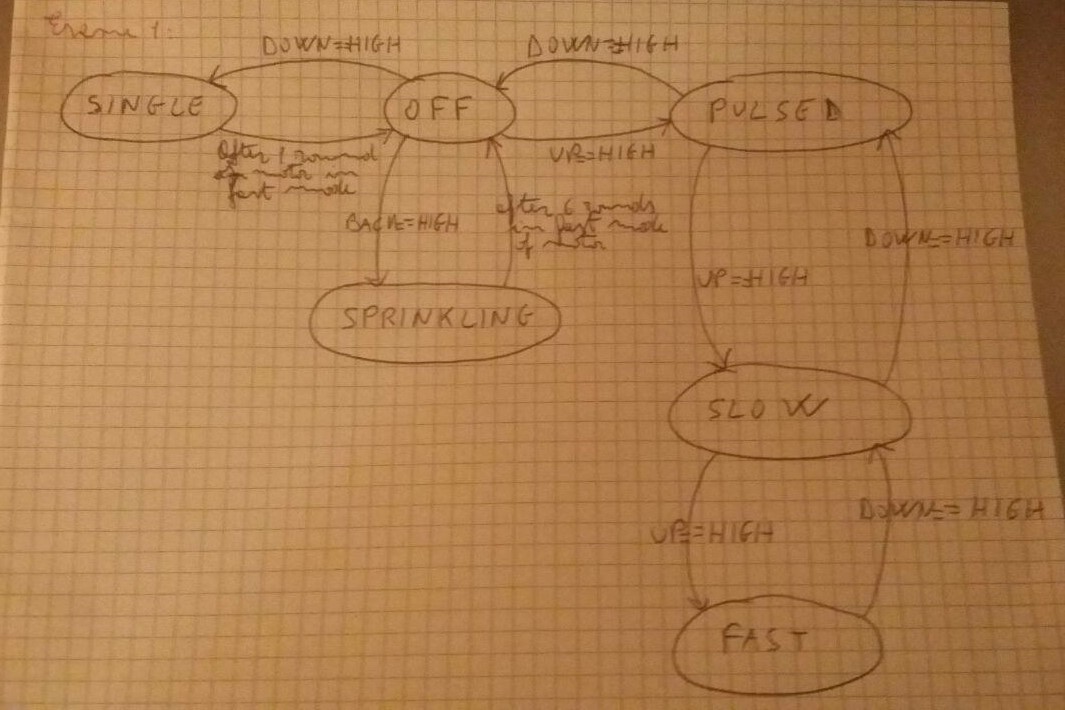 1:
DOWN=HIGH
DOWN=HIGH
SINGLE
OFF
PULSED
After 1 round
of motor in
fast mode
UP=HIGH
BACK=HIGH
after 6 rounds
in fast mode
of motor
UP=HIGH
DOWN=HIGH
SPRINKLING
SLOW
UP=HIGH
DOWN=HIGH
FAST